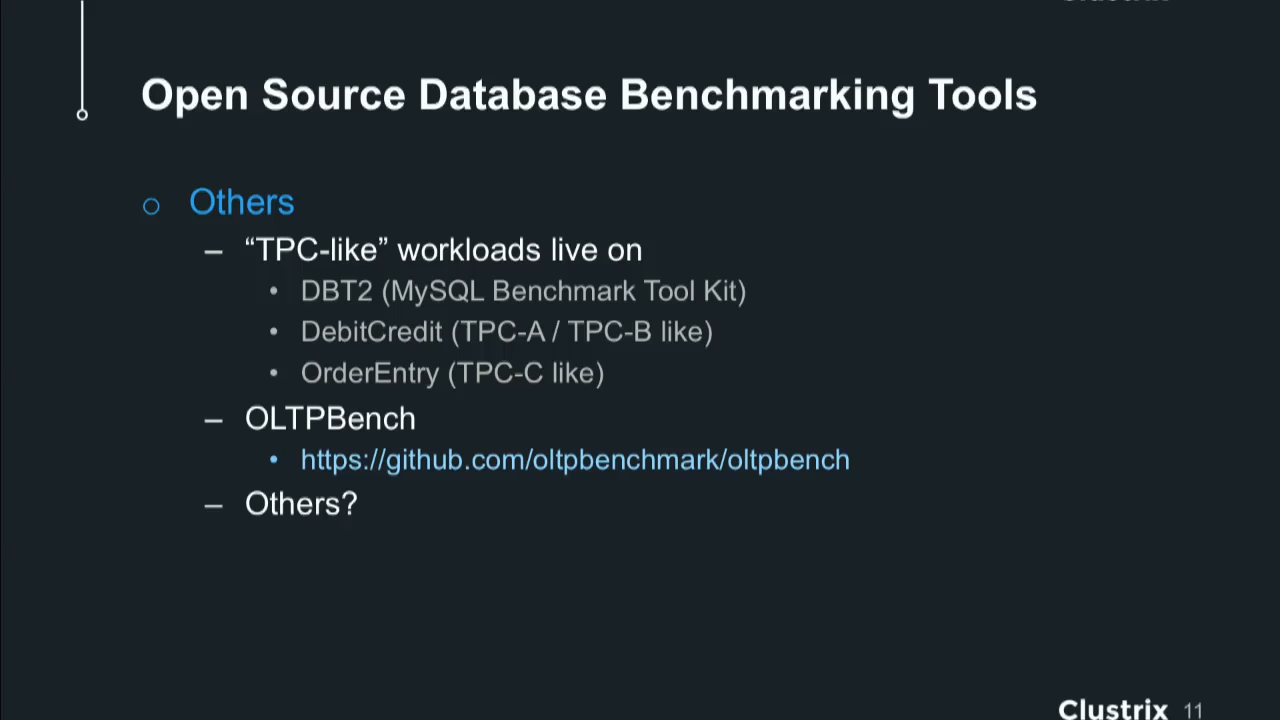 Open Source Database Benchmarking Tools
o Others
– “TPC-like” workloads live on
• DBT2 (MySQL Benchmark Tool Kit)
• DebitCredit (TPC-A / TPC-B like)
• OrderEntry (TPC-C like)
– OLTPBench
• https://github.com/oltpbenchmark/oltpbench
– Others?
Clustrix 11